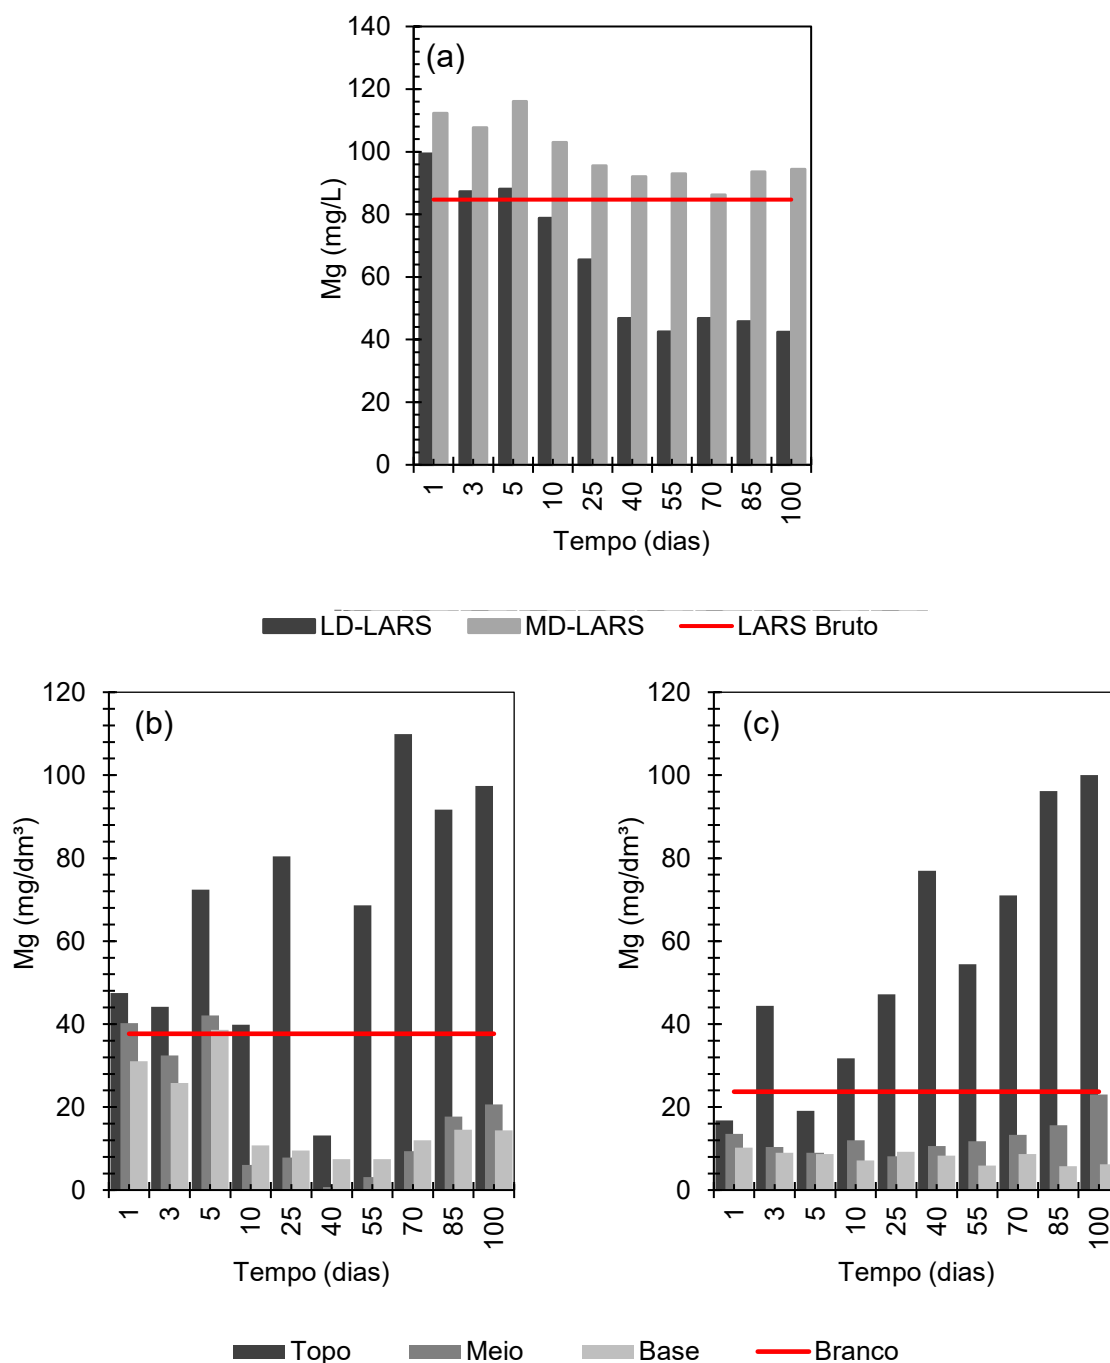 140
(a)
120
100
80
60
40
20
0
Mg (mg/L)
1 3 5 10 25 40 55 70 85 100
Tempo (dias)
LD-LARS MD-LARS LARS Bruto
120
(b)
100
80
60
40
20
0
Mg (mg/dm³)
1 3 5 10 25 40 55 70 85 100
Tempo (dias)
120
(c)
100
80
60
40
20
0
Mg (mg/dm³)
1 3 5 10 25 40 55 70 85 100
Tempo (dias)
Topo Meio Base Branco